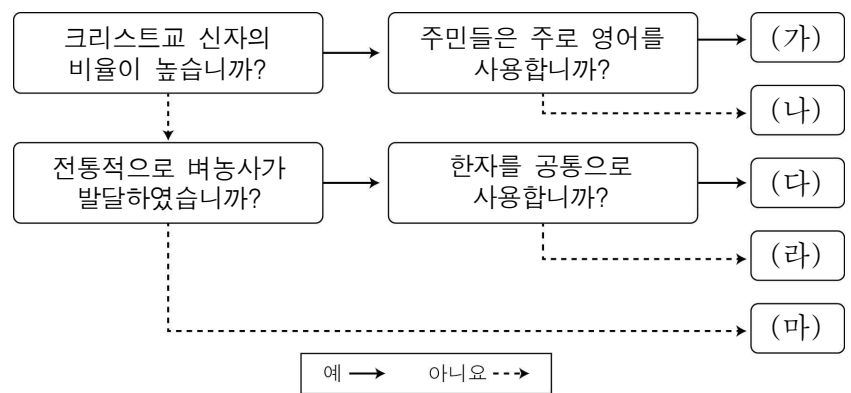 크리스트교 신자의
비율이 높습니까?
주민들은 주로 영어를
사용합니까?
(가)
(나)
전통적으로 벼농사가
발달하였습니까?
한자를 공통으로
사용합니까?
(다)
(라)
(마)
예
아니요